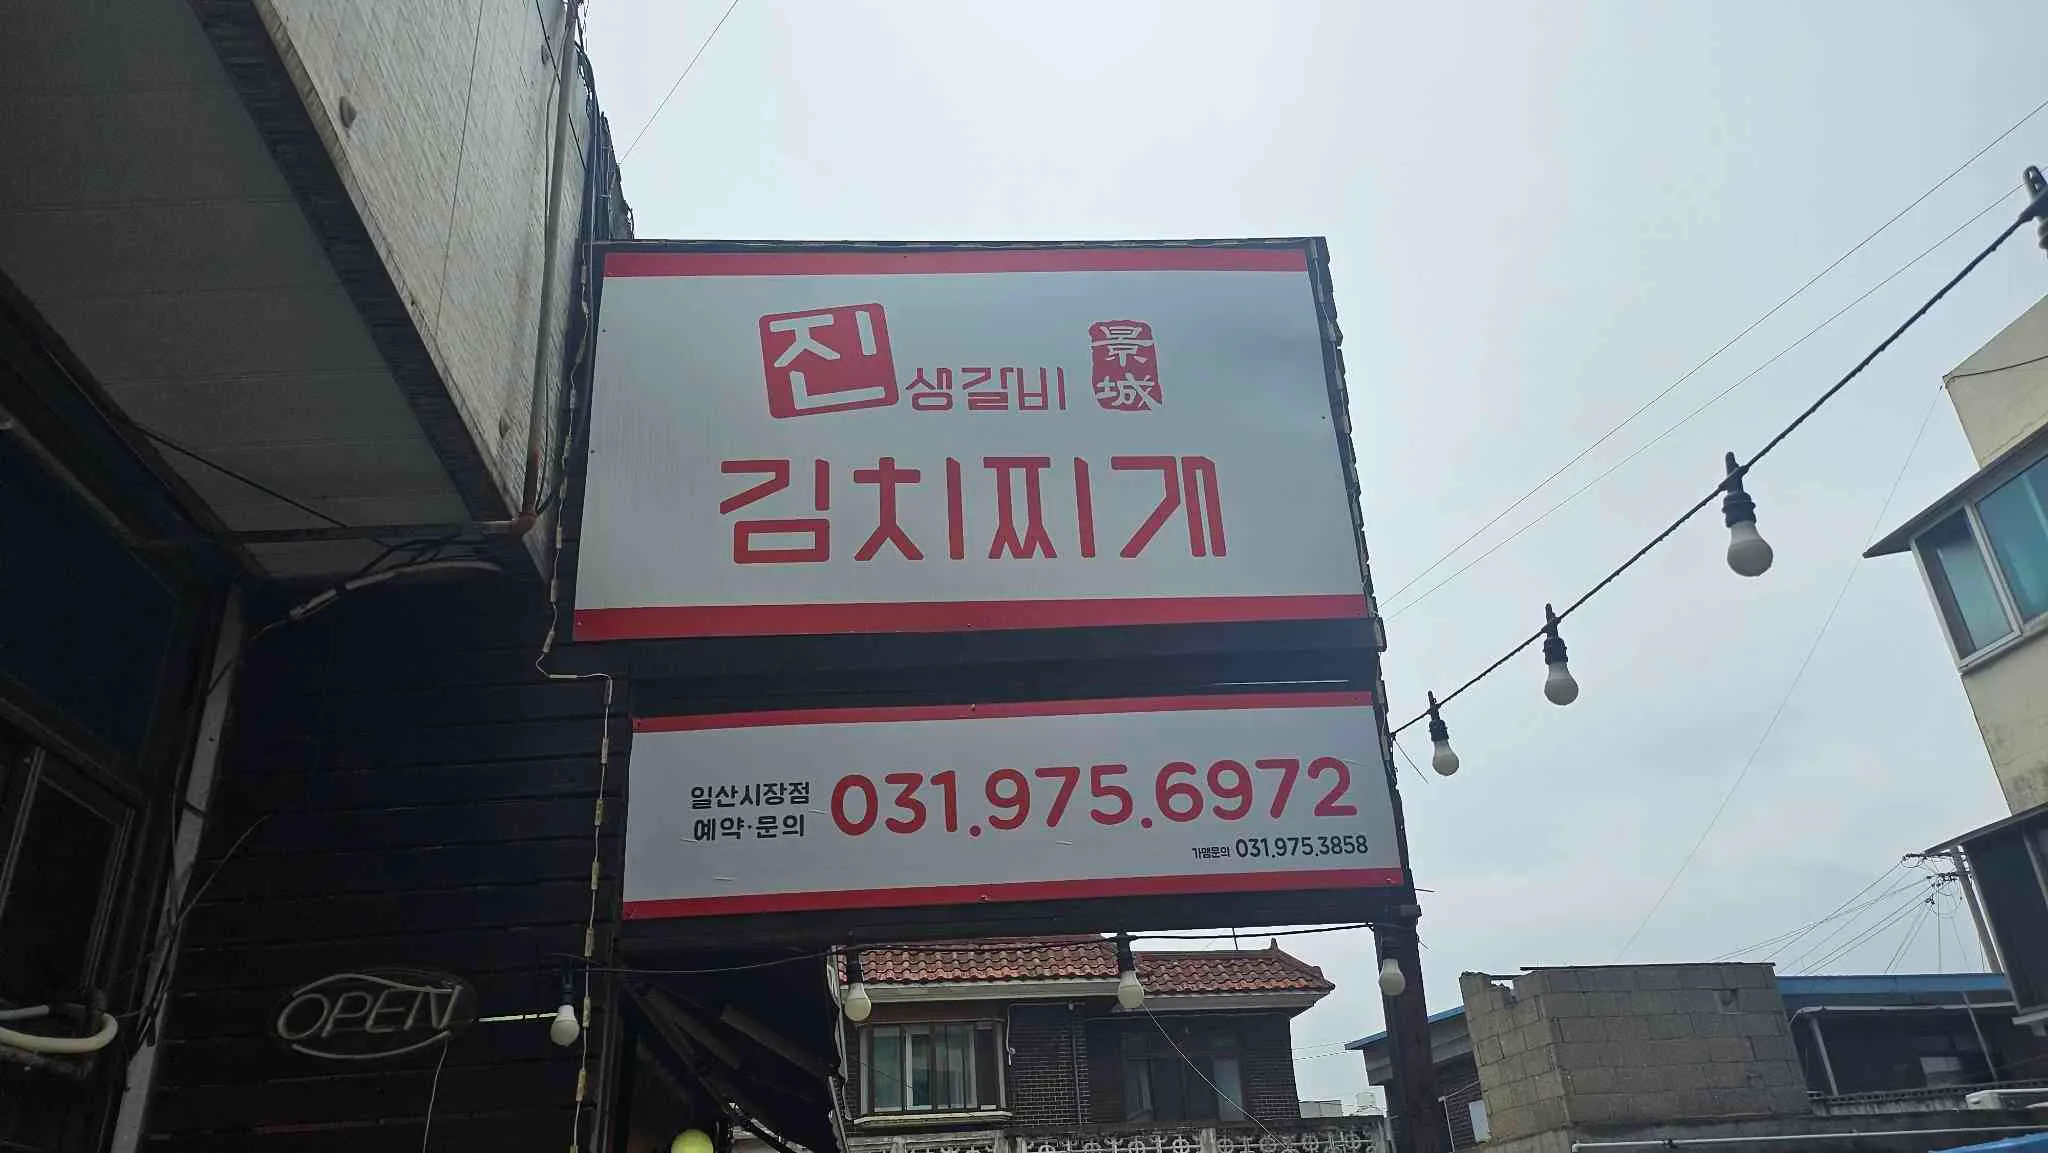 진생갈비 景城
김치찌개
일산시장점 031.975.6972
예약·문의
가맹문의 031.975.3858
OPEN